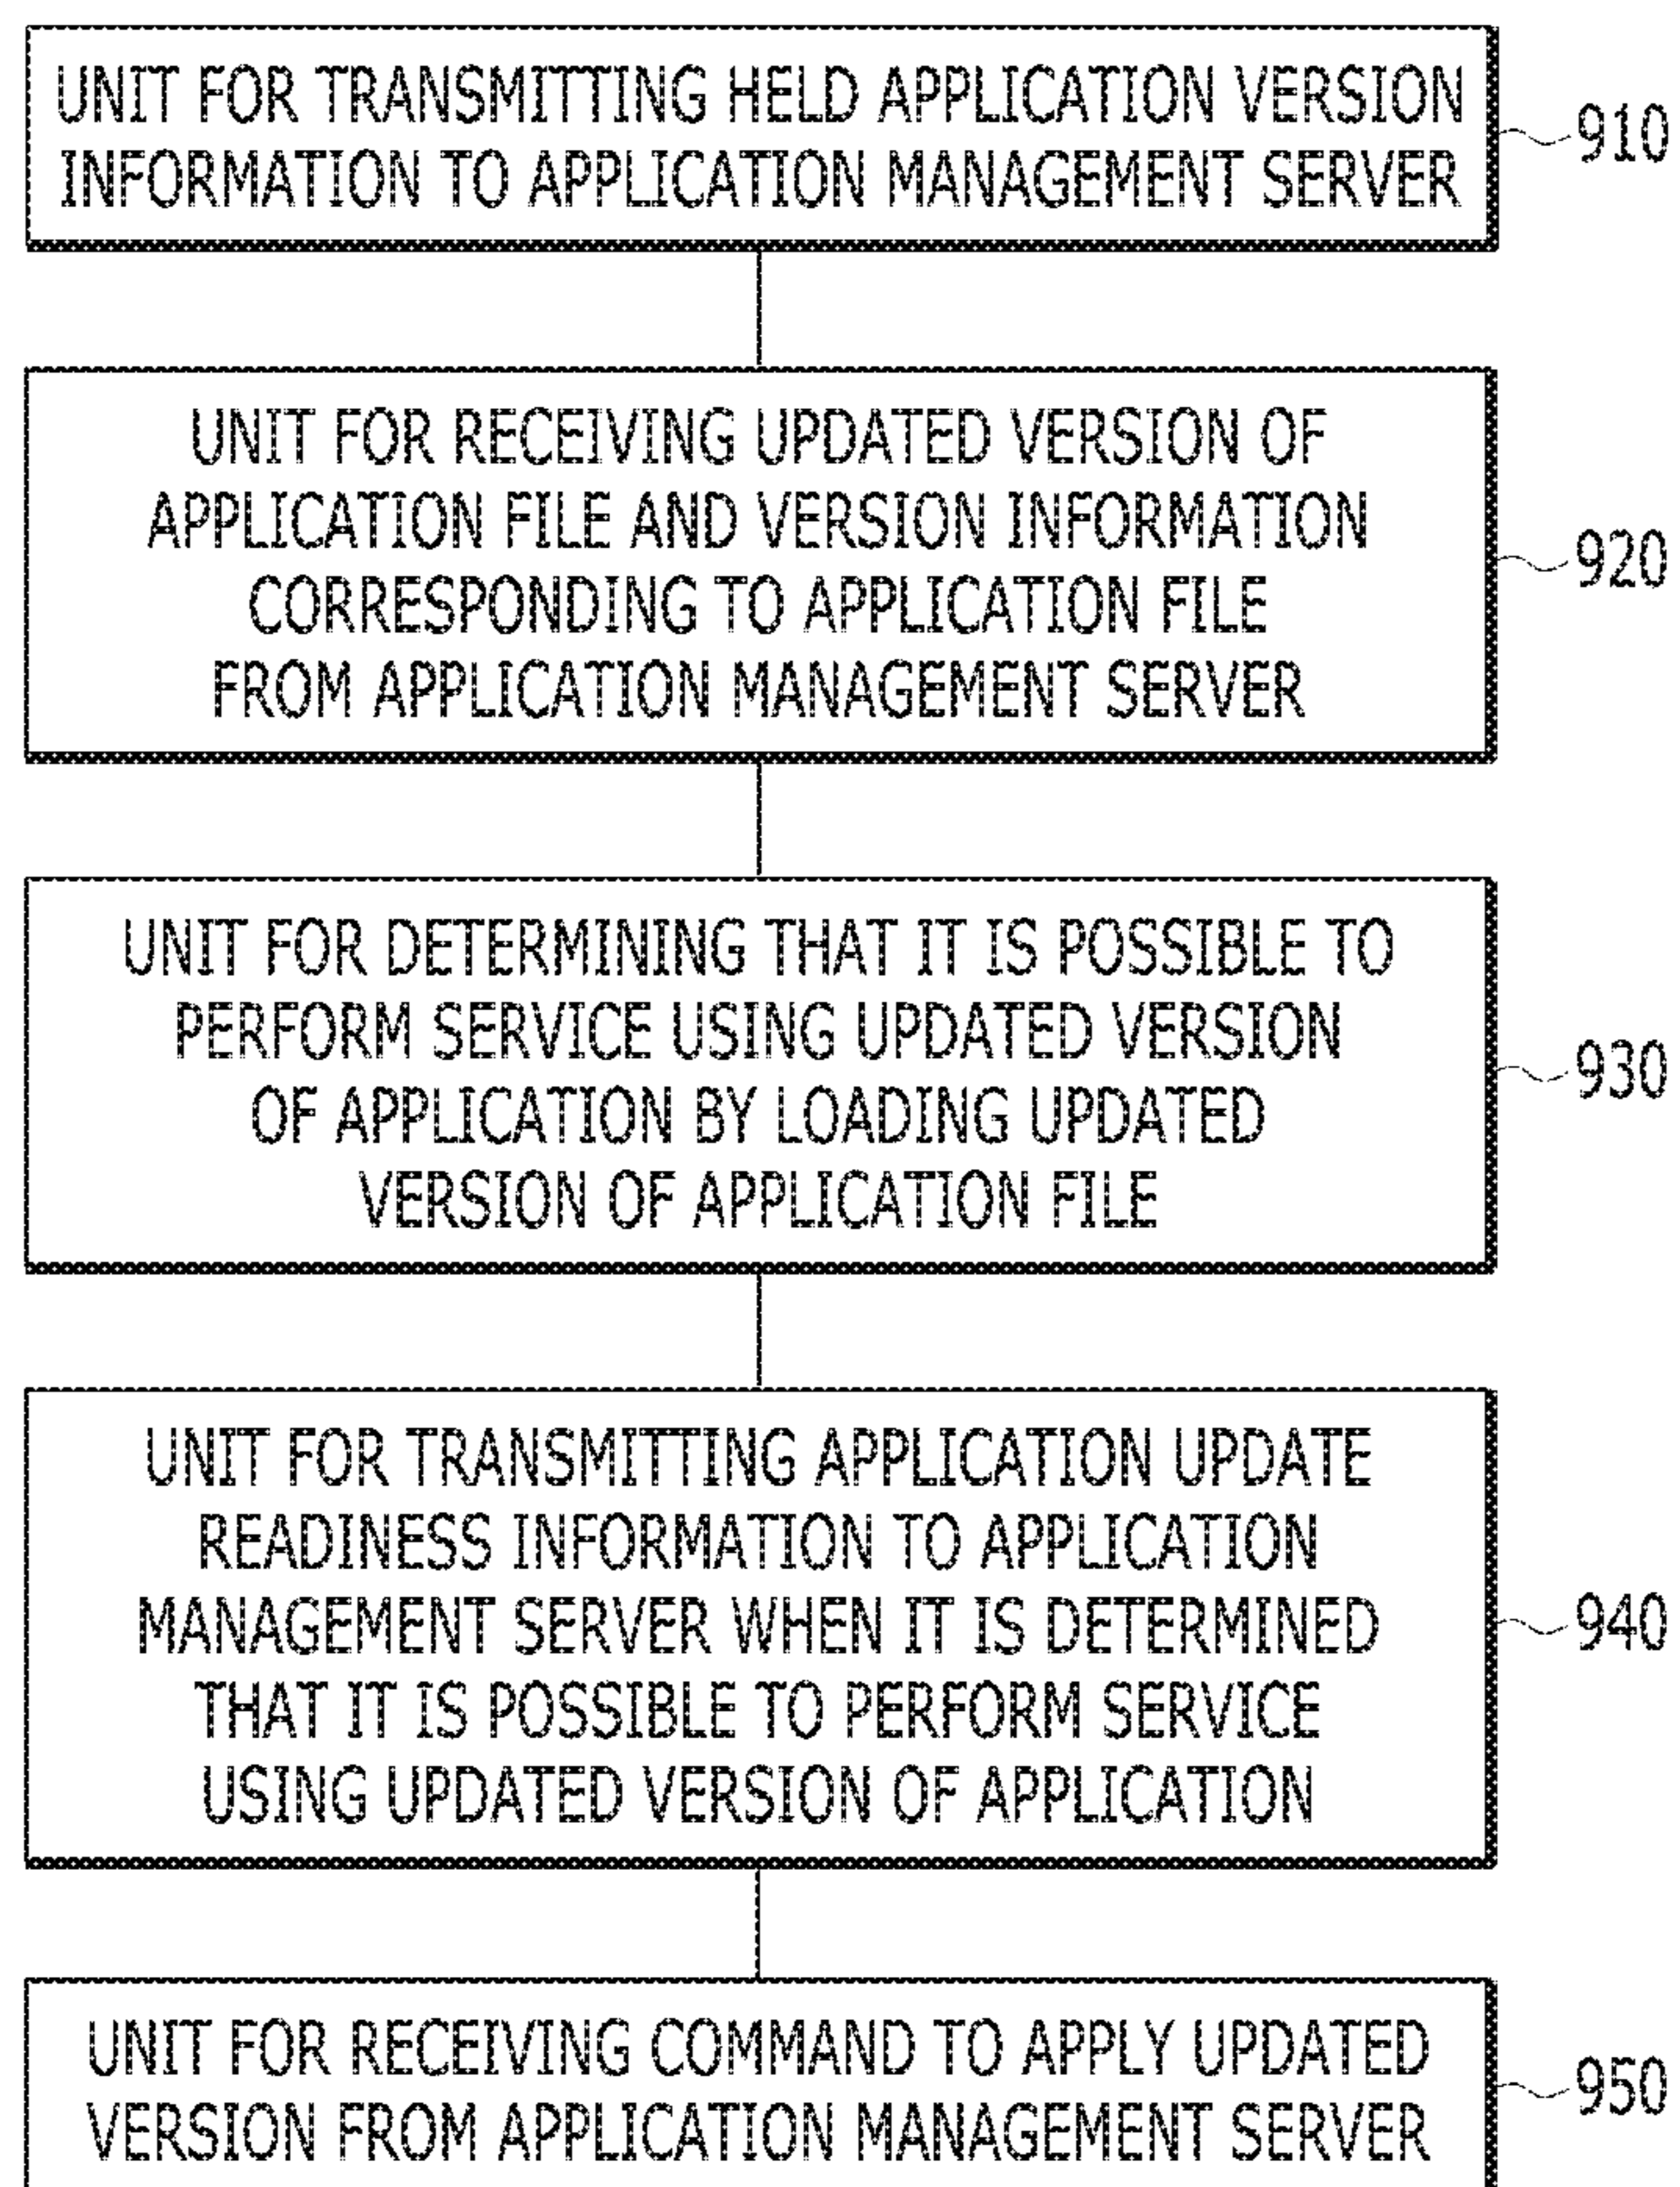 UNIT FOR TRANSMITTING HELD APPLICATION VERSION
INFORMATION TO APPLICATION MANAGEMENT SERVER
910
UNIT FOR RECEIVING UPDATED VERSION OF
APPLICATION FILE AND VERSION INFORMATION
CORRESPONDING TO APPLICATION FILE
FROM APPLICATION MANAGEMENT SERVER
920
UNIT FOR DETERMINING THAT IT IS POSSIBLE TO
PERFORM SERVICE USING UPDATED VERSION
OF APPLICATION BY LOADING UPDATED
VERSION OF APPLICATION FILE
930
UNIT FOR TRANSMITTING APPLICATION UPDATE
READINESS INFORMATION TO APPLICATION
MANAGEMENT SERVER WHEN IT IS DETERMINED
THAT IT IS POSSIBLE TO PERFORM SERVICE
USING UPDATED VERSION OF APPLICATION
940
UNIT FOR RECEIVING COMMAND TO APPLY UPDATED
VERSION FROM APPLICATION MANAGEMENT SERVER
950